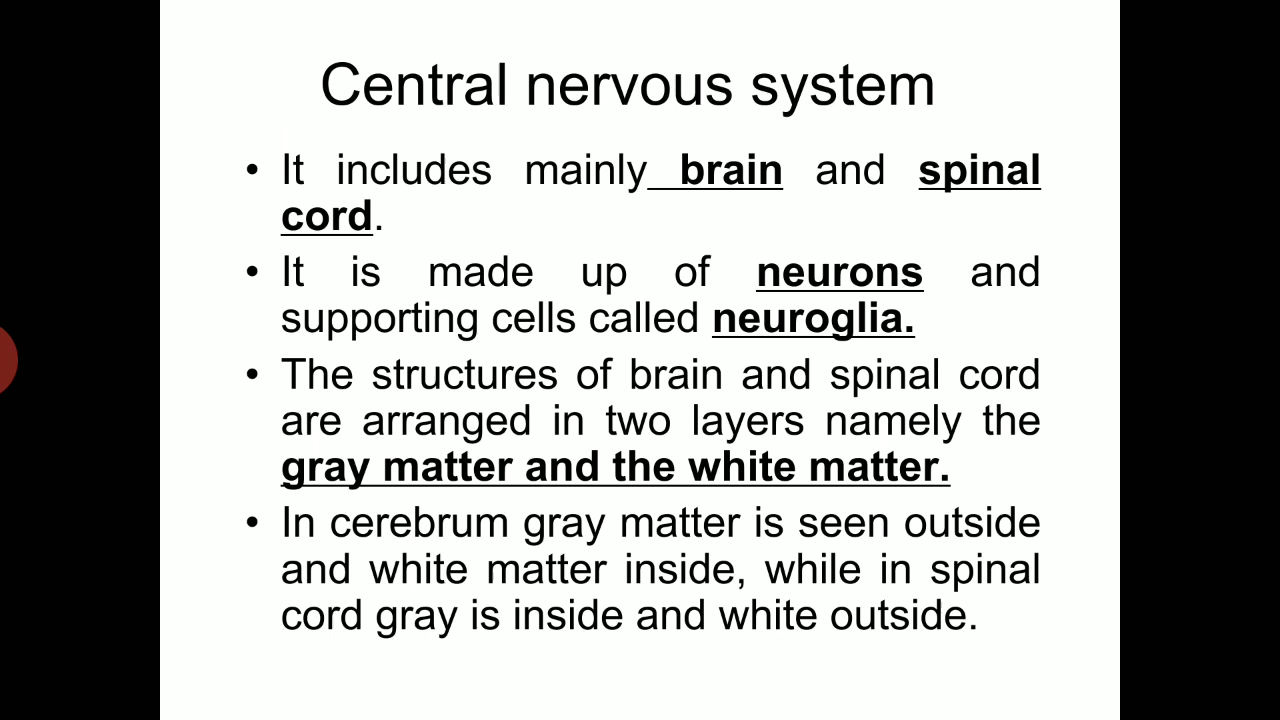 Central nervous system
• It includes mainly brain and spinal
cord.
• It is made up of neurons and
supporting cells called neuroglia.
• The structures of brain and spinal cord
are arranged in two layers namely the
gray matter and the white matter.
• In cerebrum gray matter is seen outside
and white matter inside, while in spinal
cord gray is inside and white outside.